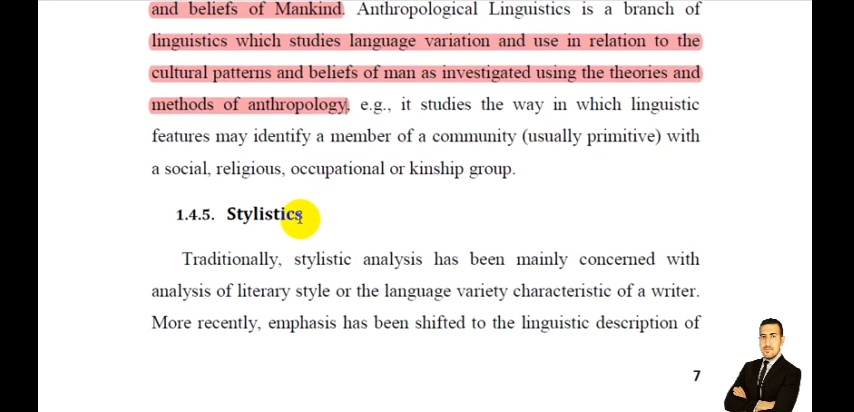 and beliefs of Mankind. Anthropological Linguistics is a branch of
linguistics which studies language variation and use in relation to the
cultural patterns and beliefs of man as investigated using the theories and
methods of anthropology, e.g., it studies the way in which linguistic
features may identify a member of a community (usually primitive) with
a social, religious, occupational or kinship group.
1.4.5. Stylistics
Traditionally, stylistic analysis has been mainly concerned with
analysis of literary style or the language variety characteristic of a writer.
More recently, emphasis has been shifted to the linguistic description of
7